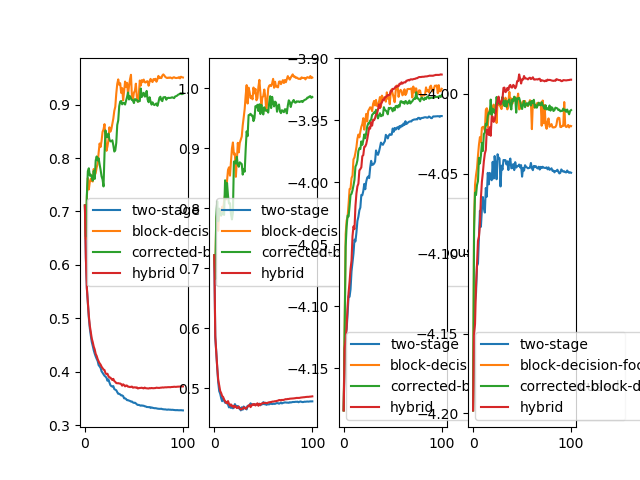 0.9
0.8
0.7
0.6
0.5
0.4
0.3
0
100
two-stage
block-decis
corrected-b
hybrid
1.0
0.9
0.8
0.7
0.6
0.5
0
100
two-stage
block-decis
corrected-b
hybrid
−3.90
−3.95
−4.00
−4.05
−4.10
−4.15
0
100
two-stage
block-decis
corrected-b
hybrid
−4.00
−4.05
−4.10
−4.15
−4.20
0
100
two-stage
block-decision-foc
corrected-block-d
hybrid